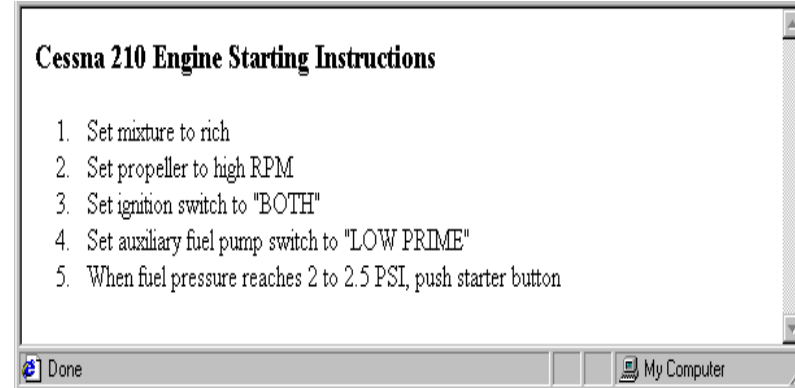 Cessna 210 Engine Starting Instructions
1. Set mixture to rich
2. Set propeller to high RPM
3. Set ignition switch to "BOTH"
4. Set auxiliary fuel pump switch to "LOW PRIME"
5. When fuel pressure reaches 2 to 2.5 PSI, push starter button
Done
My Computer